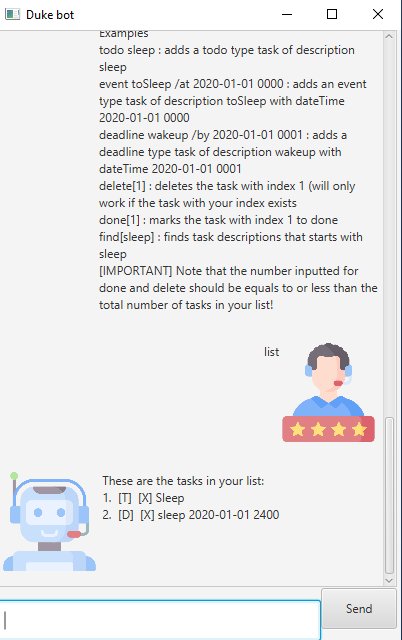 Duke bot
Examples
todo sleep : adds a todo type task of description
sleep
event toSleep /at 2020-01-01 0000 : adds an event
type task of description toSleep with dateTime
2020-01-01 0000
deadline wakeup /by 2020-01-01 0001 : adds a
deadline type task of description wakeup with
dateTime 2020-01-01 0001
delete[1] : deletes the task with index 1 (will only
work if the task with your index exists
done[1] : marks the task with index 1 to done
find[sleep] : finds task descriptions that starts with
sleep
[IMPORTANT] Note that the number inputted for
done and delete should be equals to or less than the
total number of tasks in your list!
list
These are the tasks in your list:
1. [T] [X] Sleep
2. [D] [X] sleep 2020-01-01 2400
Send